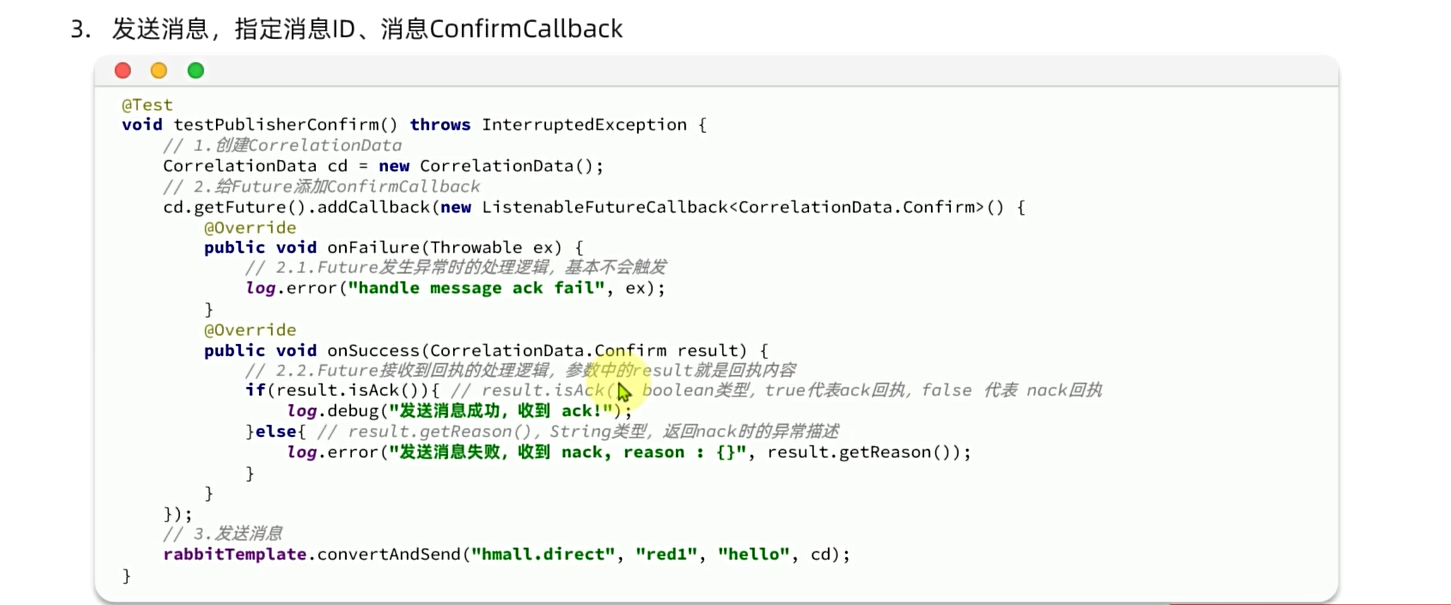 3. 发送消息，指定消息ID、消息ConfirmCallback
@Test
void testPublisherConfirm() throws InterruptedException {
// 1.创建CorrelationData
CorrelationData cd = new CorrelationData();
// 2.给Future添加ConfirmCallback
cd.getFuture().addCallback(new ListenableFutureCallback<CorrelationData.Confirm>() {
@Override
public void onFailure(Throwable ex) {
// 2.1.Future发生异常时的处理逻辑，基本不会触发
log.error("handle message ack fail", ex);
}
@Override
public void onSuccess(CorrelationData.Confirm result) {
// 2.2.Future接收到回执的处理逻辑，参数中的result就是回执内容
if(result.isAck()){ // result.isAck(), boolean类型，true代表ack回执，false 代表 nack回执
log.debug("发送消息成功，收到 ack!");
}else{ // result.getReason()，String类型，返回nack时的异常描述
log.error("发送消息失败，收到 nack, reason : {}", result.getReason());
}
}
});
// 3.发送消息
rabbitTemplate.convertAndSend("hmall.direct", "red1", "hello", cd);
}